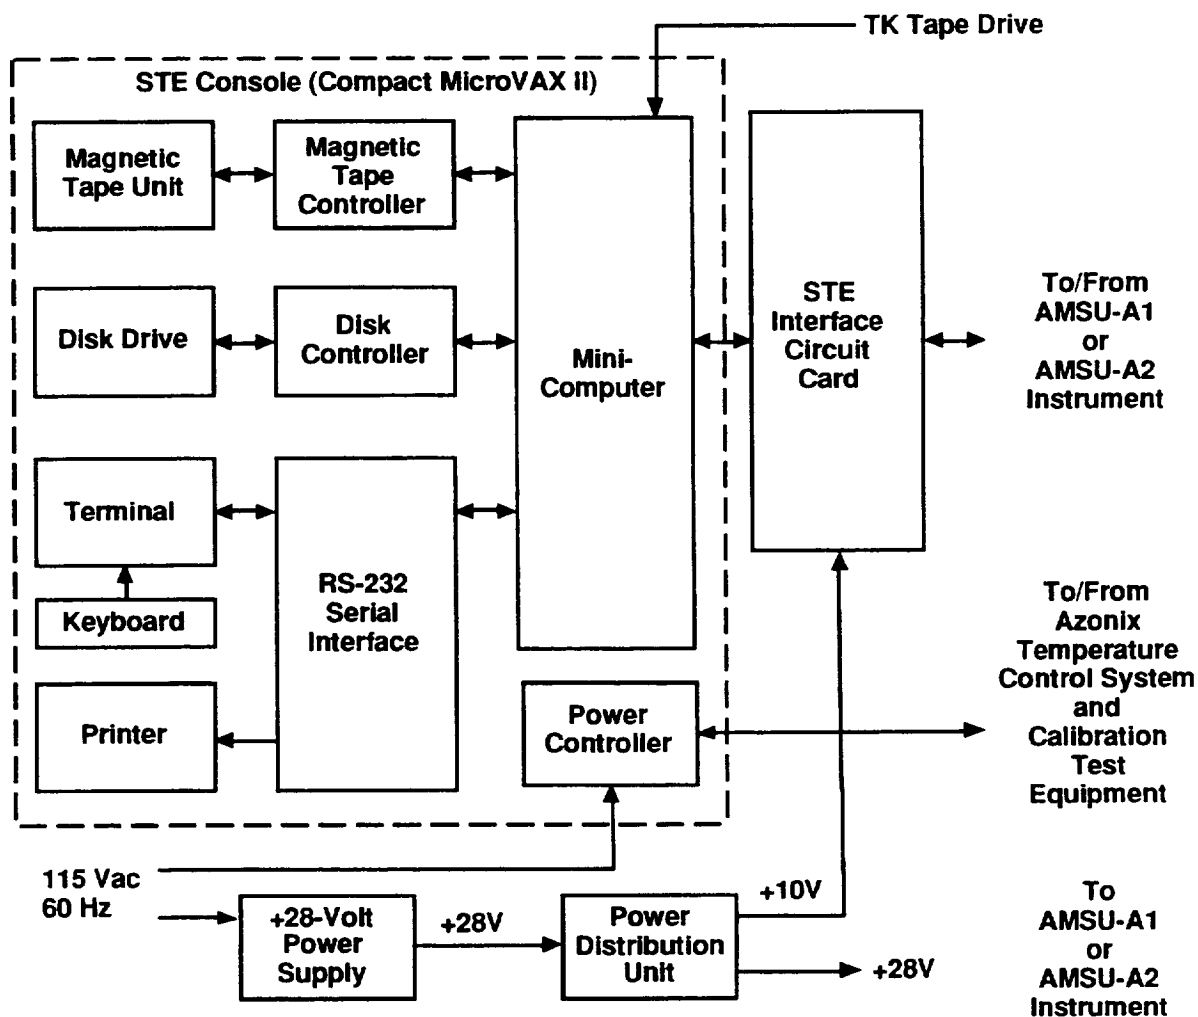 TK Tape Drive
STE Console (Compact MicroVAX II)
Magnetic
Tape Unit
Magnetic
Tape
Controller
Disk Drive
Disk
Controller
Mini-
Computer
STE
Interface
Circuit
Card
To/From
AMSU-A1
or
AMSU-A2
Instrument
Terminal
Keyboard
Printer
RS-232
Serial
Interface
Power
Controller
To/From
Azonix
Temperature
Control System
and
Calibration
Test
Equipment
115 Vac
60 Hz
+28-Volt
Power
Supply
+28V
Power
Distribution
Unit
+10V
+28V
To
AMSU-A1
or
AMSU-A2
Instrument